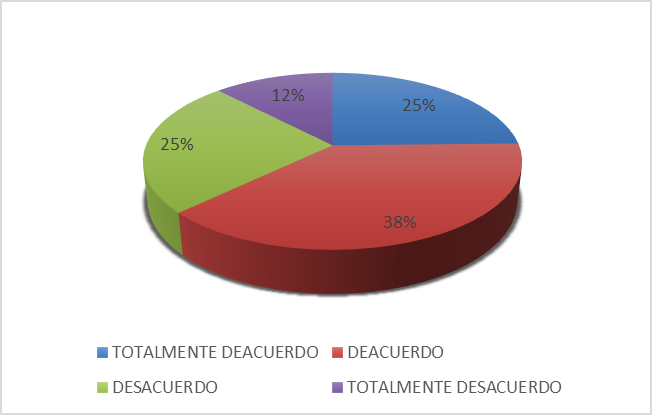 12%
25%
25%
38%
TOTALMENTE DEACUERDO
DEACUERDO
DESACUERDO
TOTALMENTE DESACUERDO